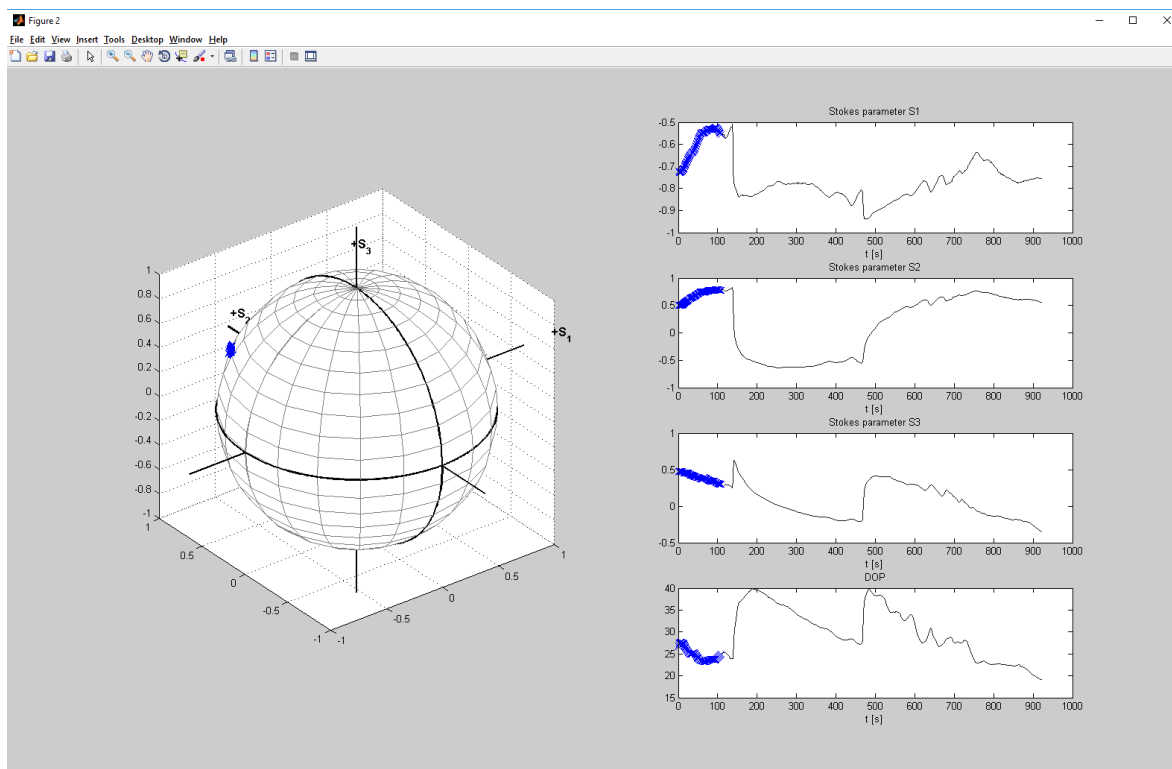 Figure 2
File Edit View Insert Tools Desktop Window Help
+S3
+S2
+S1
1
0.8
0.6
0.4
0.2
0
-0.2
-0.4
-0.6
-0.8
-1
1
0.5
0
-0.5
-1
-1
-0.5
0
0.5
1
Stokes parameter S1
-0.5
-0.6
-0.7
-0.8
-0.9
-1
0 100 200 300 400 500 600 700 800 900 1000
t [s]
Stokes parameter S2
1
0.5
0
-0.5
-1
0 100 200 300 400 500 600 700 800 900 1000
t [s]
Stokes parameter S3
1
0.5
0
-0.5
0 100 200 300 400 500 600 700 800 900 1000
t [s]
DOP
40
35
30
25
20
15
0 100 200 300 400 500 600 700 800 900 1000
t [s]